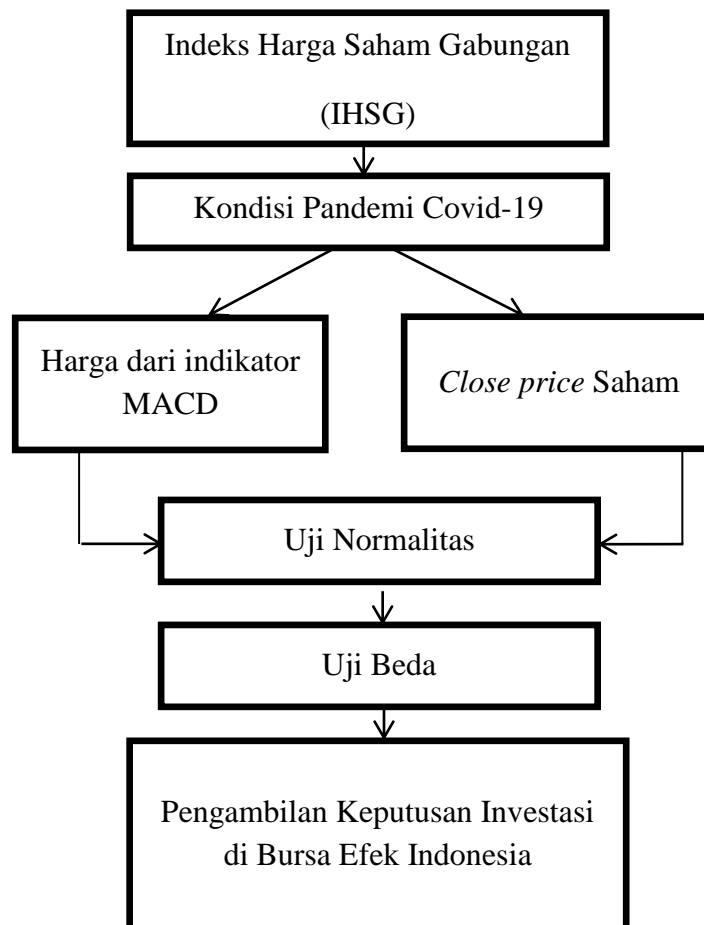 Indeks Harga Saham Gabungan
(IHSG)
Kondisi Pandemi Covid-19
Harga dari indikator
MACD
Close price Saham
Uji Normalitas
Uji Beda
Pengambilan Keputusan Investasi
di Bursa Efek Indonesia